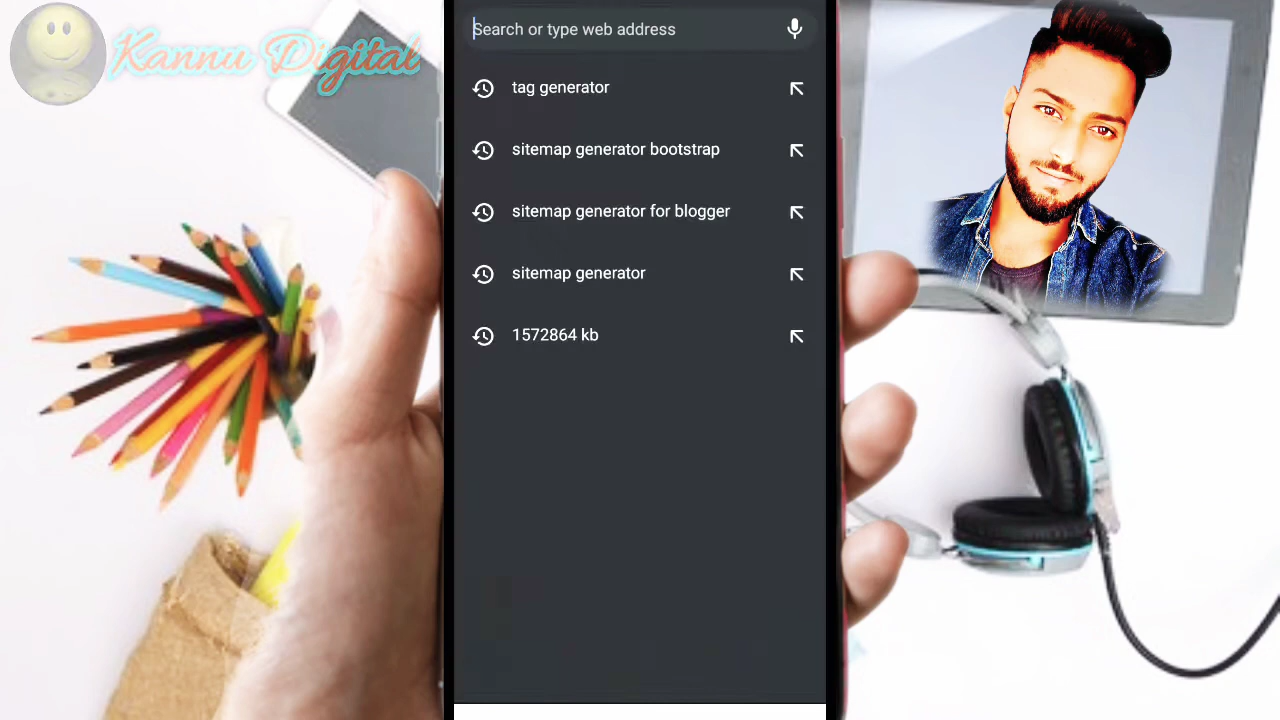 Kannu Digital
Search or type web address
tag generator
sitemap generator bootstrap
sitemap generator for blogger
sitemap generator
1572864 kb